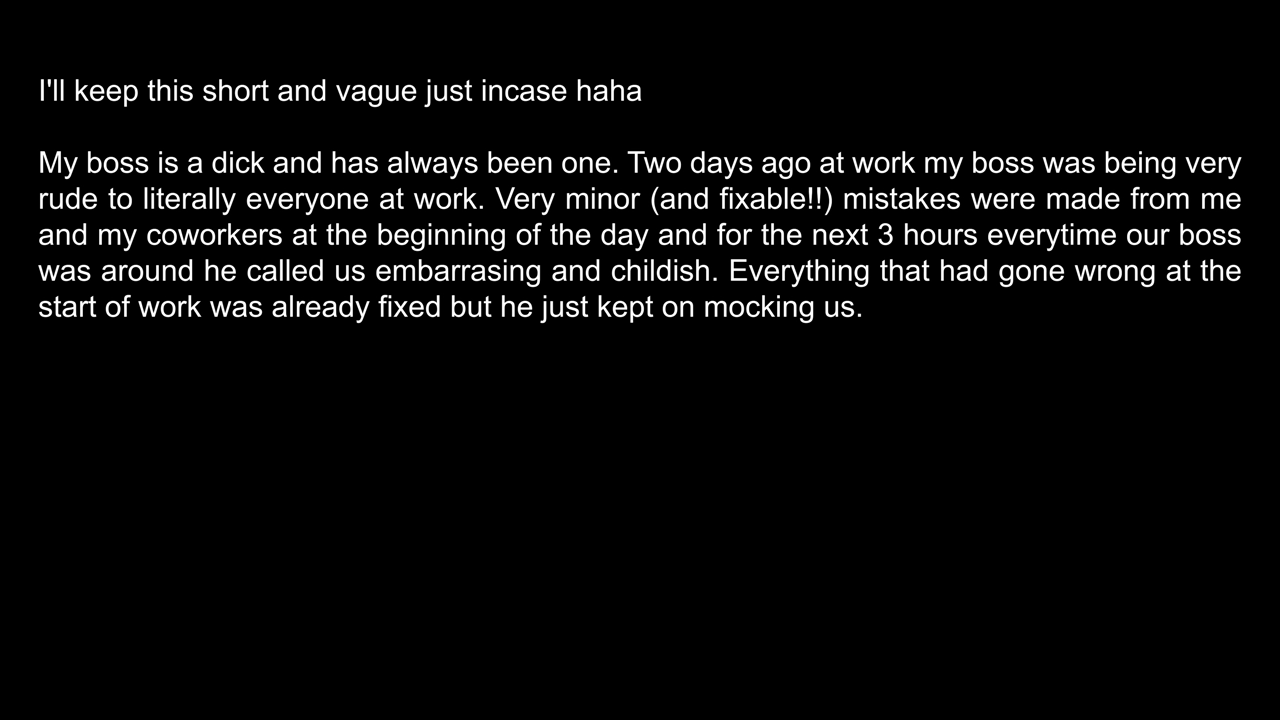 I'll keep this short and vague just incase haha
My boss is a dick and has always been one. Two days ago at work my boss was being very
rude to literally everyone at work. Very minor (and fixable!!) mistakes were made from me
and my coworkers at the beginning of the day and for the next 3 hours everytime our boss
was around he called us embarrasing and childish. Everything that had gone wrong at the
start of work was already fixed but he just kept on mocking us.